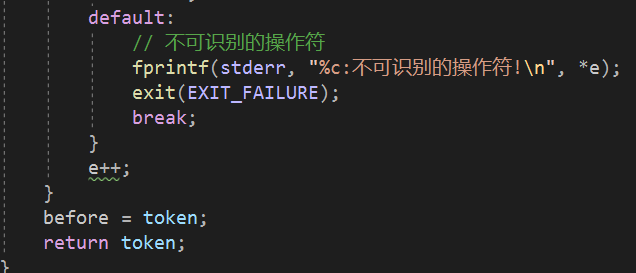 default:
// 不可识别的操作符
fprintf(stderr, "%c:不可识别的操作符!\n", *e);
exit(EXIT_FAILURE);
break;
}
e++;
}
before = token;
return token;
}